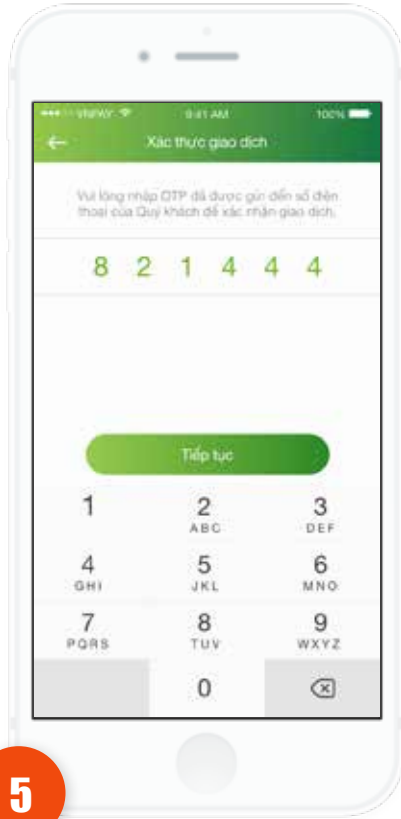 9:41 AM 100%
Xác thực giao dịch
Vui lòng nhập OTP đã được gửi đến số điện
thoại của Quý khách để xác nhận giao dịch.
8 2 1 4 4 4
Tiếp tục
1 2 3
ABC DEF
4 5 6
GHI JKL MNO
7 8 9
PQRS TUV WXYZ
0
5